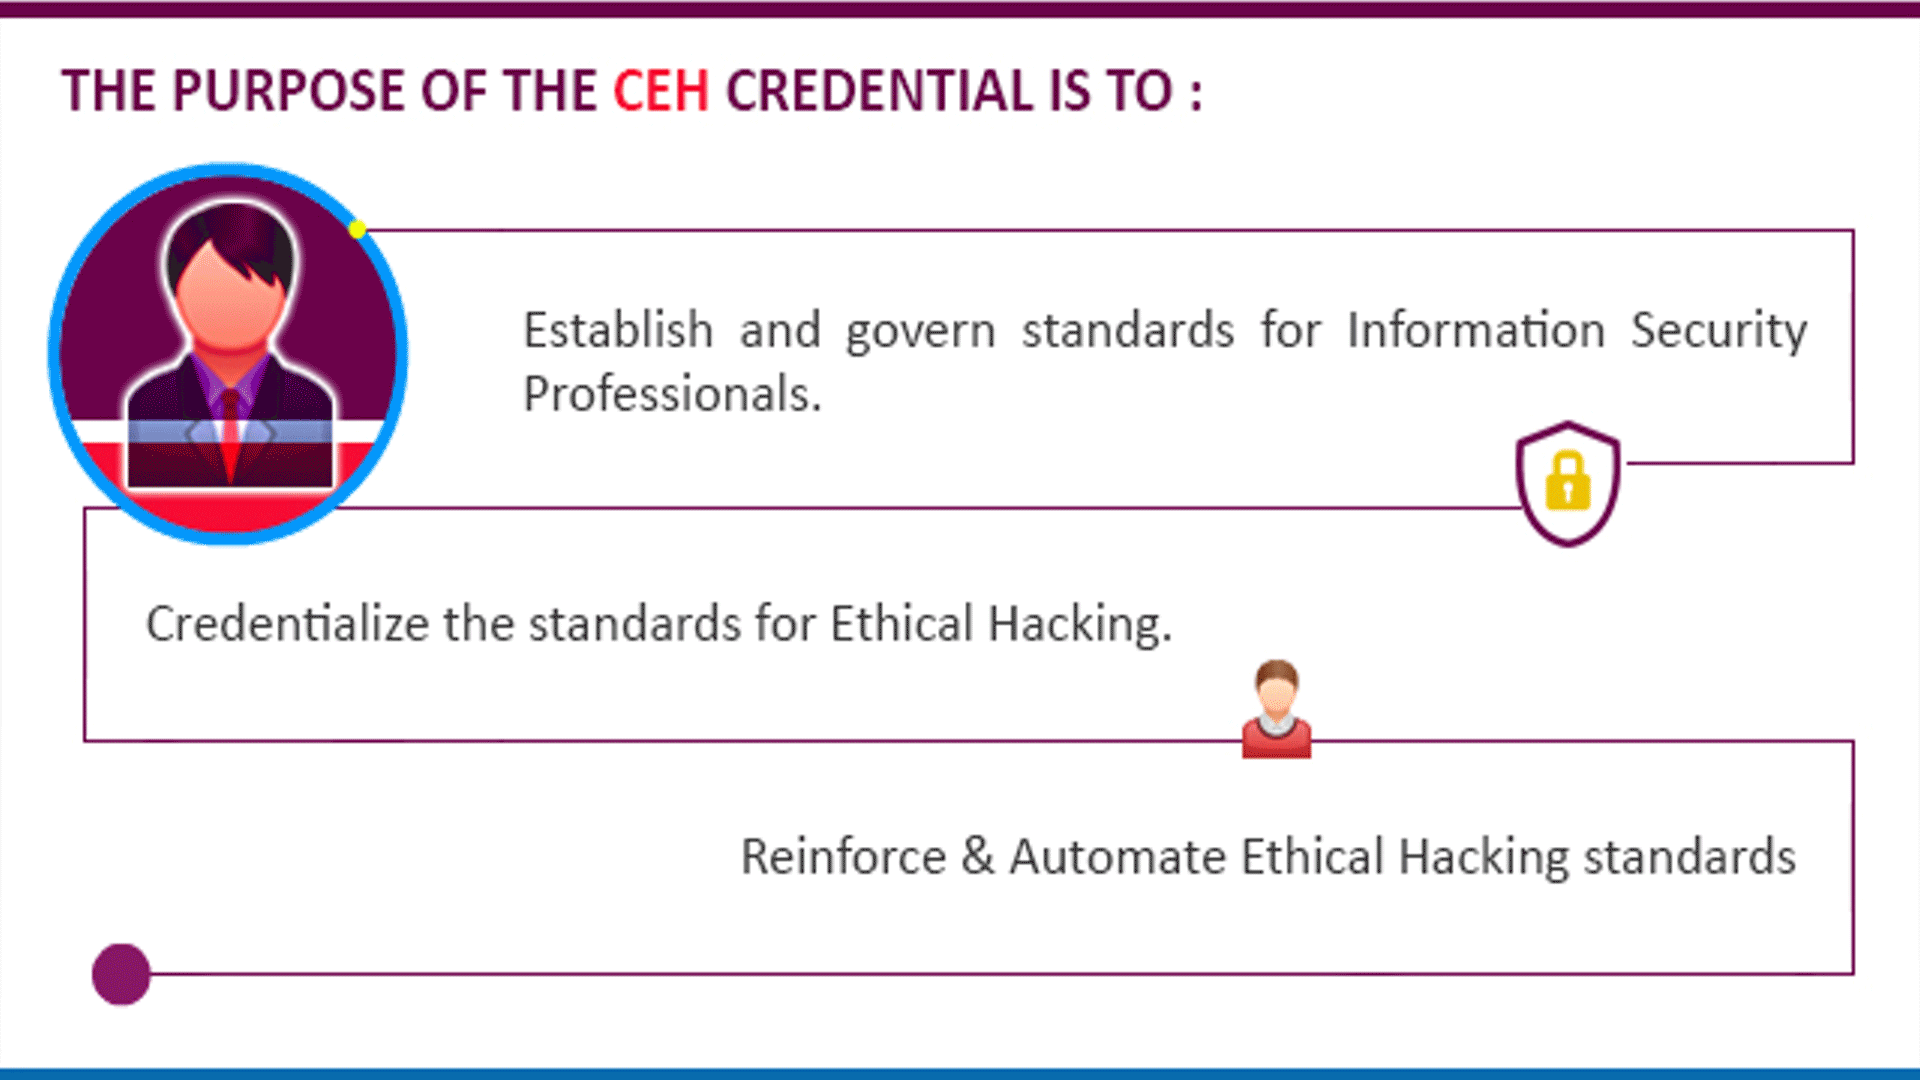 THE PURPOSE OF THE CEH CREDENTIAL IS TO :
Establish and govern standards for Information Security
Professionals.
Credentialize the standards for Ethical Hacking.
Reinforce & Automate Ethical Hacking standards